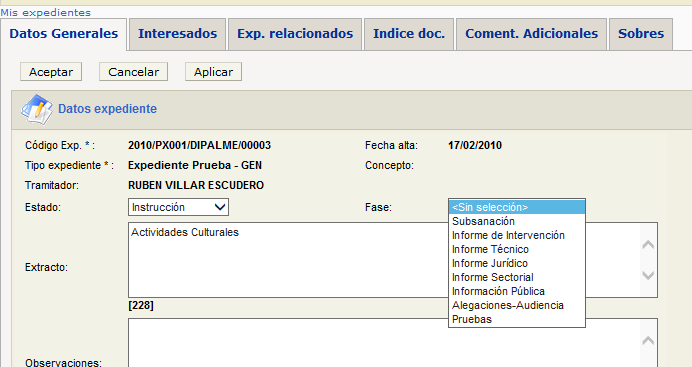 Mis expedientes
Datos Generales Interesados Exp. relacionados Indice doc. Coment. Adicionales Sobres
Aceptar Cancelar Aplicar
Datos expediente
Código Exp. * : 2010/PX001/DIPALME/00003 Fecha alta: 17/02/2010
Tipo expediente * : Expediente Prueba - GEN Concepto:
Tramitador: RUBEN VILLAR ESCUDERO
Estado: Instrucción Fase: <Sin selección>
Subsanación
Informe de Intervención
Informe Técnico
Informe Jurídico
Informe Sectorial
Información Pública
Alegaciones-Audiencia
Pruebas
Extracto: Actividades Culturales
[228]
Observaciones: